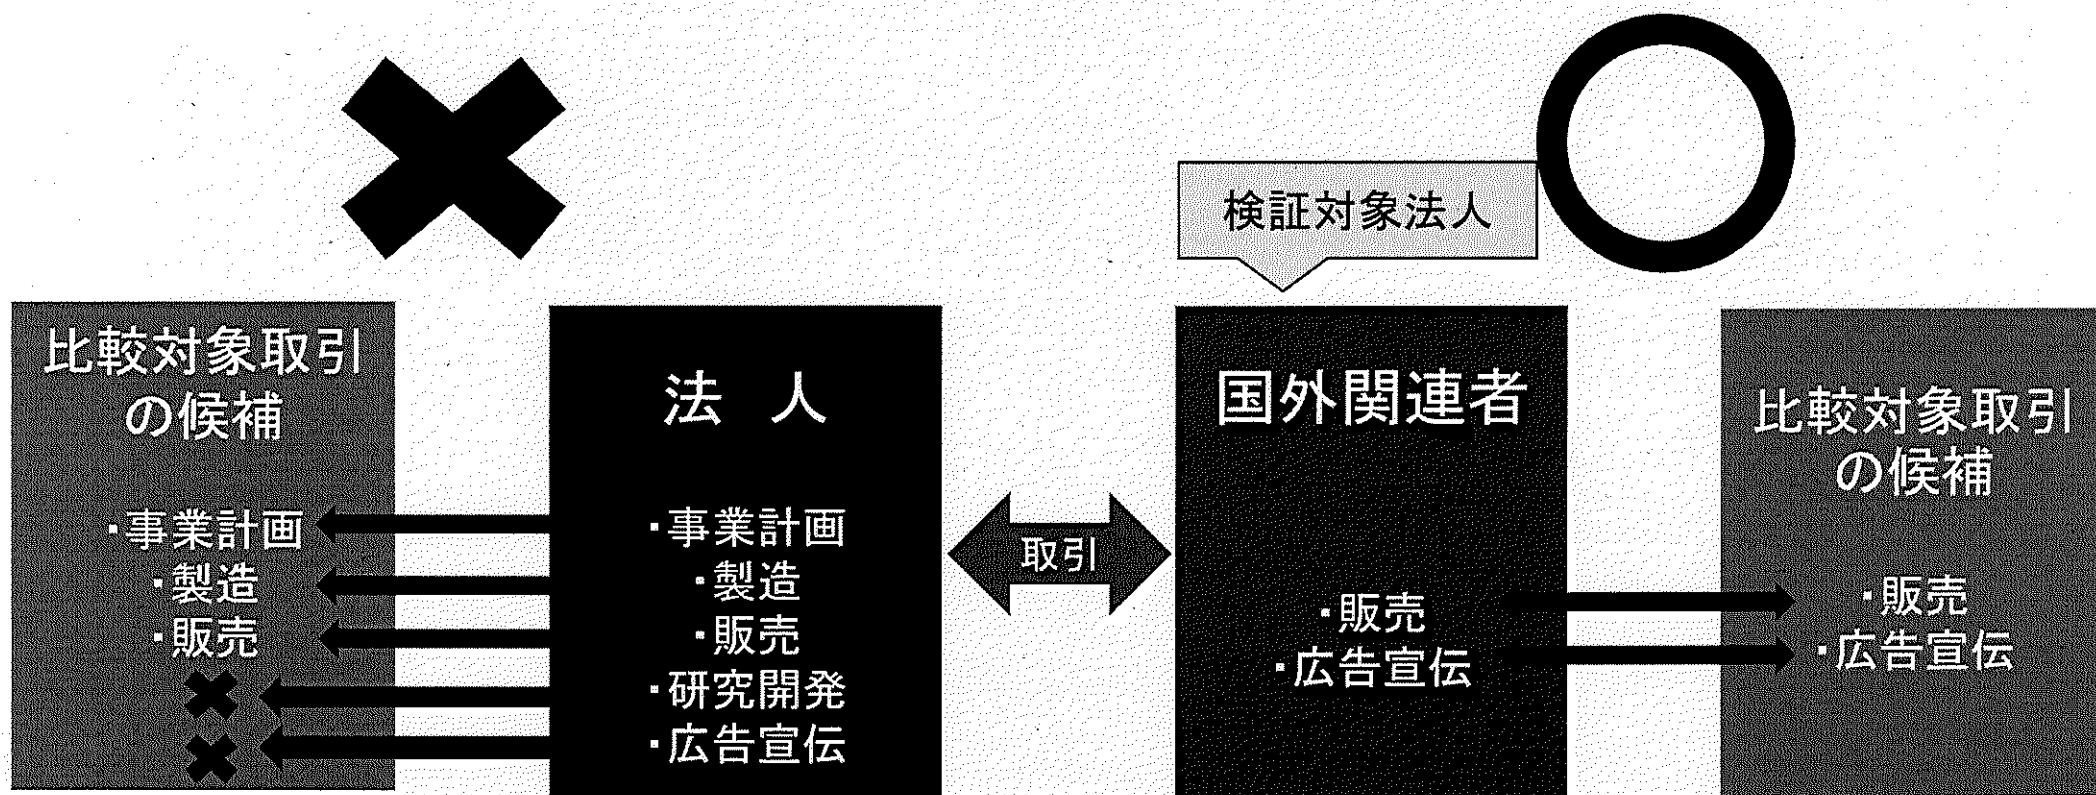 検証対象法人
比較対象取引
の候補
・事業計画
・製造
・販売
法 人
・事業計画
・製造
・販売
・研究開発
・広告宣伝
取引
国外関連者
・販売
・広告宣伝
比較対象取引
の候補
・販売
・広告宣伝